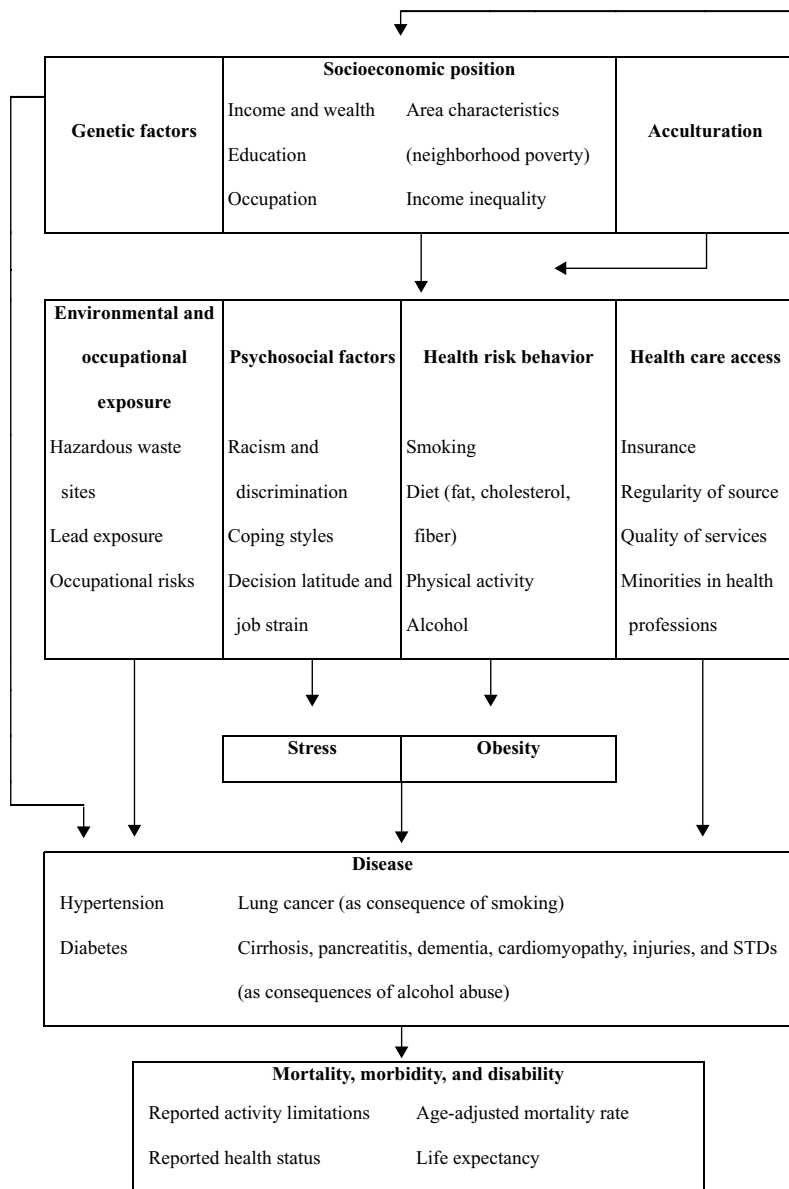 Socioeconomic position
Genetic factors
Income and wealth
Education
Occupation
Area characteristics
(neighborhood poverty)
Income inequality
Acculturation
Environmental and
occupational
exposure
Hazardous waste
sites
Lead exposure
Occupational risks
Psychosocial factors
Racism and
discrimination
Coping styles
Decision latitude and
job strain
Health risk behavior
Smoking
Diet (fat, cholesterol,
fiber)
Physical activity
Alcohol
Health care access
Insurance
Regularity of source
Quality of services
Minorities in health
professions
Stress
Obesity
Disease
Hypertension
Lung cancer (as consequence of smoking)
Diabetes
Cirrhosis, pancreatitis, dementia, cardiomyopathy, injuries, and STDs
(as consequences of alcohol abuse)
Mortality, morbidity, and disability
Reported activity limitations
Age-adjusted mortality rate
Reported health status
Life expectancy